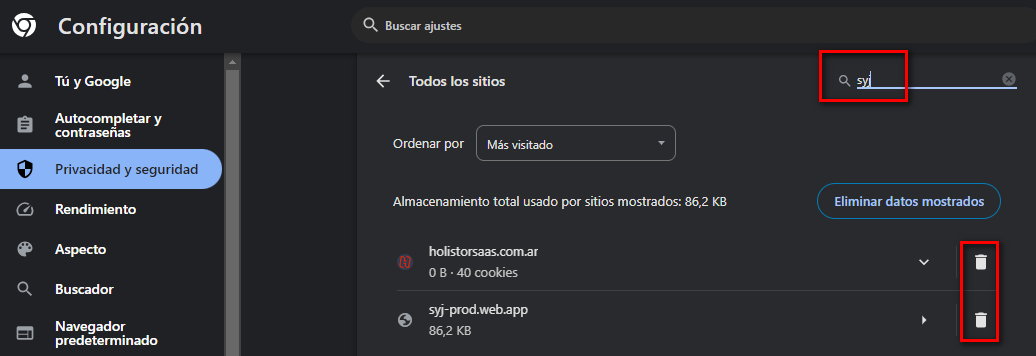 Configuración
Buscar ajustes
Tú y Google
Autocompletar y
contraseñas
Privacidad y seguridad
Rendimiento
Aspecto
Buscador
Navegador
predeterminado
Todos los sitios
syj
Ordenar por
Más visitado
Almacenamiento total usado por sitios mostrados: 86,2 KB
Eliminar datos mostrados
holistorsaas.com.ar
0 B · 40 cookies
syj-prod.web.app
86,2 KB